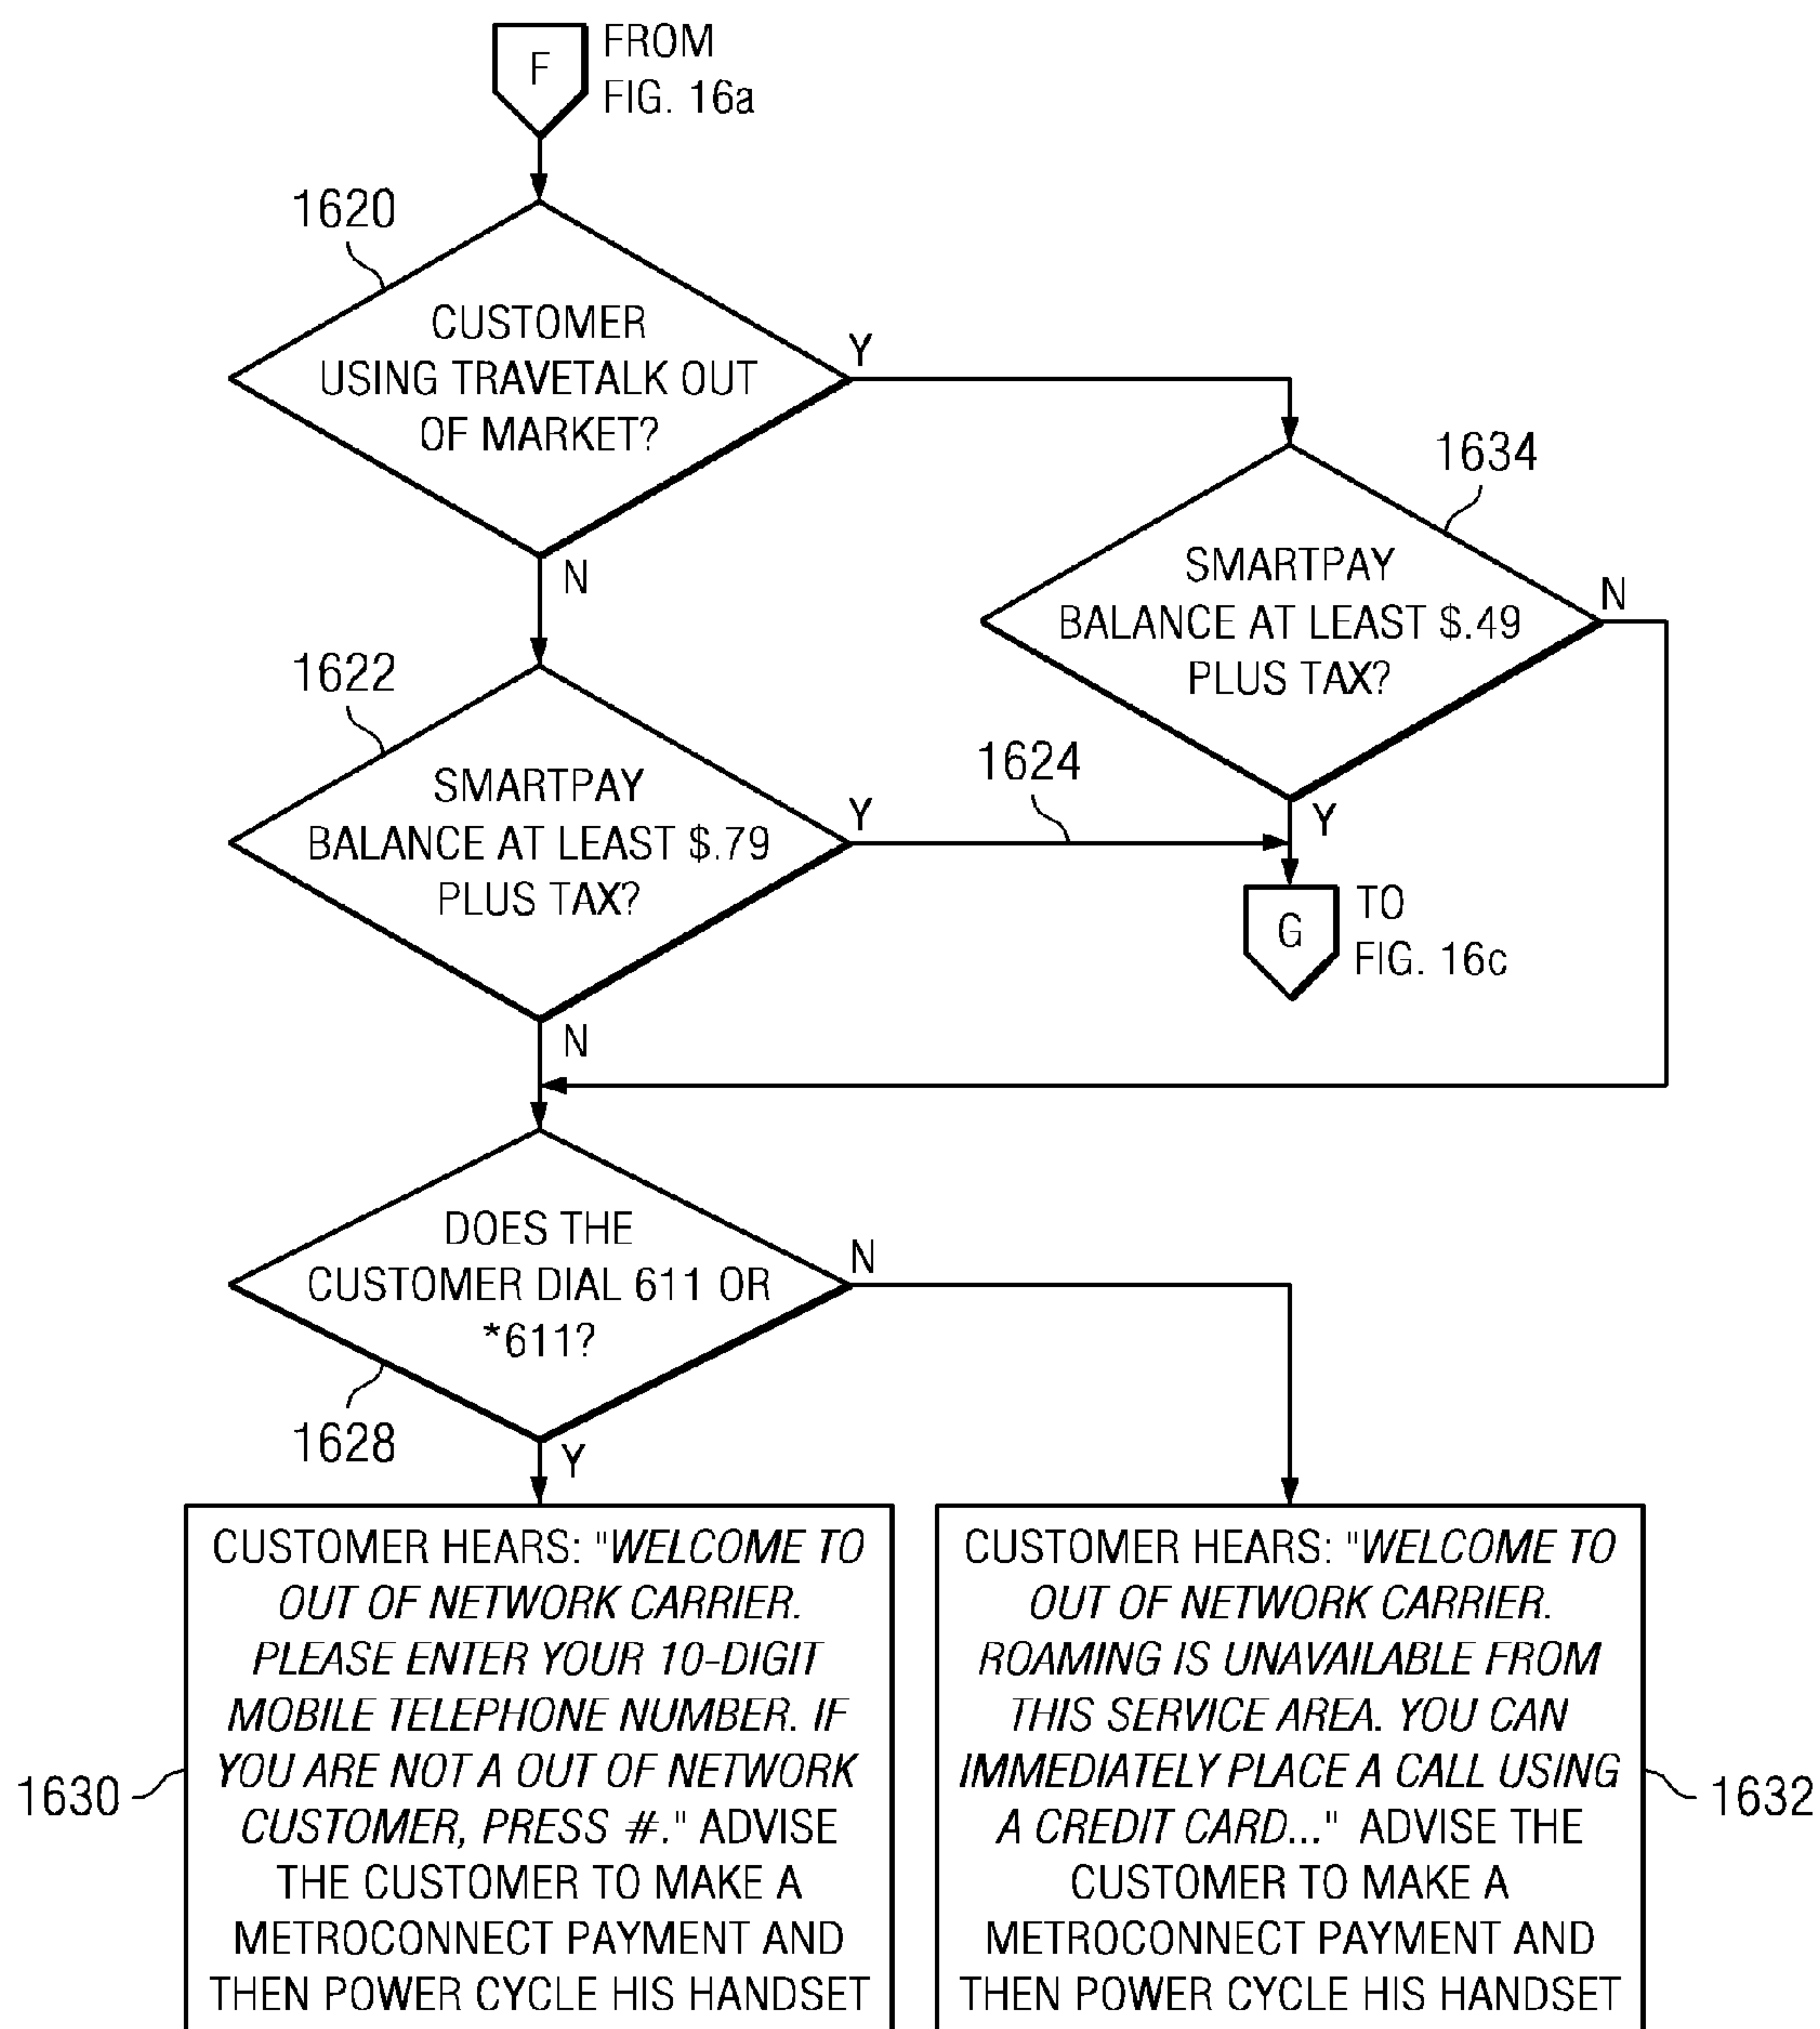 F
FROM
FIG. 16a
1620
CUSTOMER
USING TRAVETALK OUT
OF MARKET?
Y
N
1634
SMARTPAY
BALANCE AT LEAST $.49
PLUS TAX?
N
Y
1622
SMARTPAY
BALANCE AT LEAST $.79
PLUS TAX?
Y
N
1624
G
TO
FIG. 16c
DOES THE
CUSTOMER DIAL 611 OR
*611?
N
Y
1628
CUSTOMER HEARS: "WELCOME TO
OUT OF NETWORK CARRIER.
PLEASE ENTER YOUR 10-DIGIT
MOBILE TELEPHONE NUMBER. IF
YOU ARE NOT A OUT OF NETWORK
CUSTOMER, PRESS #." ADVISE
THE CUSTOMER TO MAKE A
METROCONNECT PAYMENT AND
THEN POWER CYCLE HIS HANDSET
1630
CUSTOMER HEARS: "WELCOME TO
OUT OF NETWORK CARRIER.
ROAMING IS UNAVAILABLE FROM
THIS SERVICE AREA. YOU CAN
IMMEDIATELY PLACE A CALL USING
A CREDIT CARD..." ADVISE THE
CUSTOMER TO MAKE A
METROCONNECT PAYMENT AND
THEN POWER CYCLE HIS HANDSET
1632